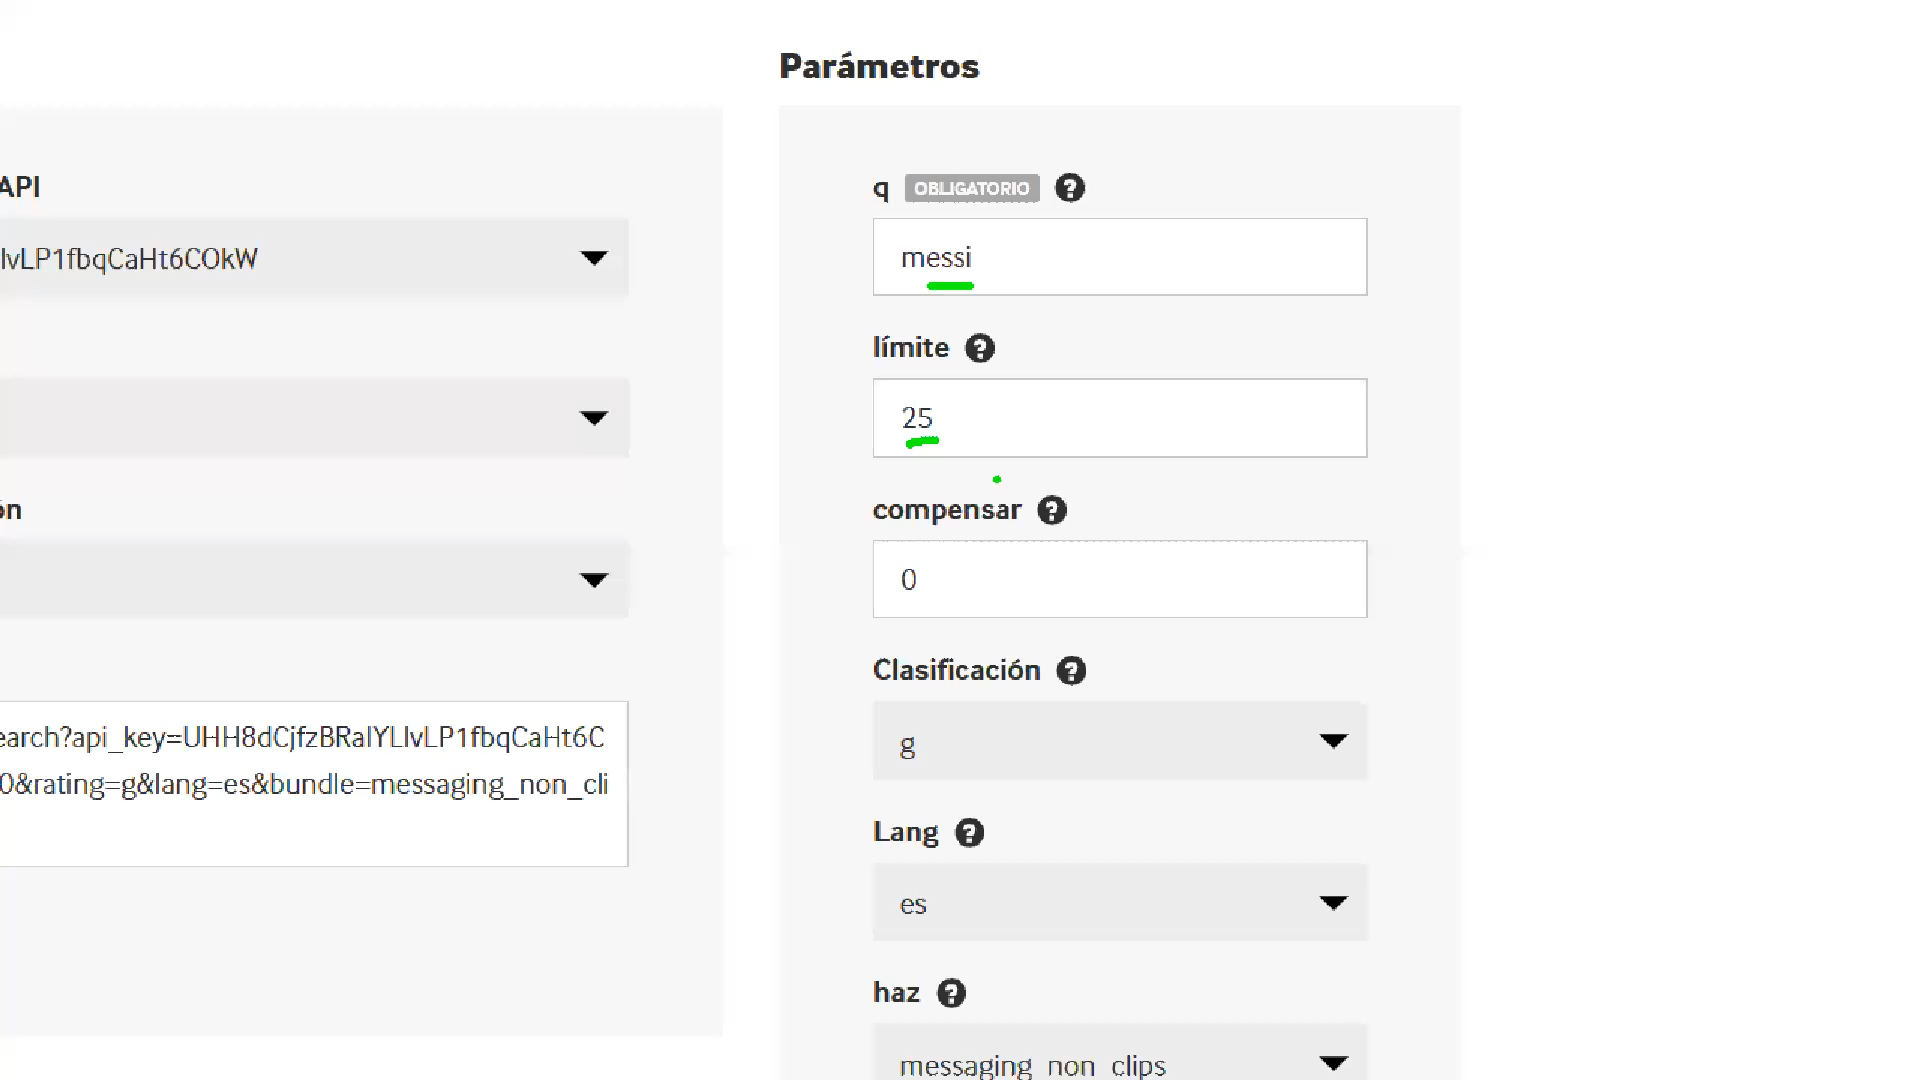 Parámetros
API
lvLP1fbqCaHt6COkW
ón
earch?api_key=UHH8dCjfzBRalYLlvLP1fbqCaHt6C
0&rating=g&lang=es&bundle=messaging_non_cli
q OBLIGATORIO
messi
límite
25
compensar
0
Clasificación
g
Lang
es
haz
messaging_non_clips